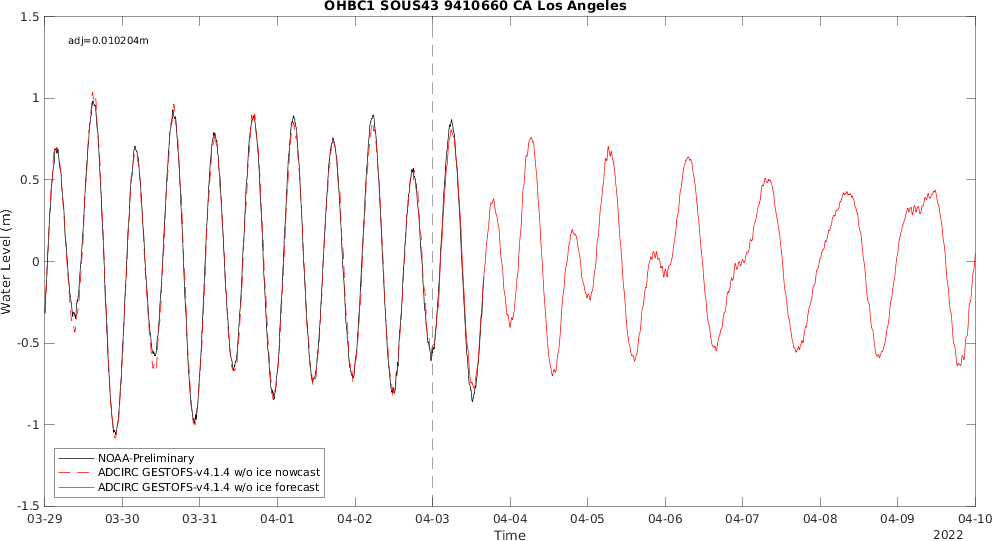 OHBC1 SOUS43 9410660 CA Los Angeles
adj=0.010204m
Water Level (m)
1.5
1
0.5
0
-0.5
-1
-1.5
NOAA-Preliminary
ADCIRC GESTOFS-v4.1.4 w/o ice nowcast
ADCIRC GESTOFS-v4.1.4 w/o ice forecast
03-29 03-30 03-31 04-01 04-02 04-03 04-04 04-05 04-06 04-07 04-08 04-09 04-10
Time
2022